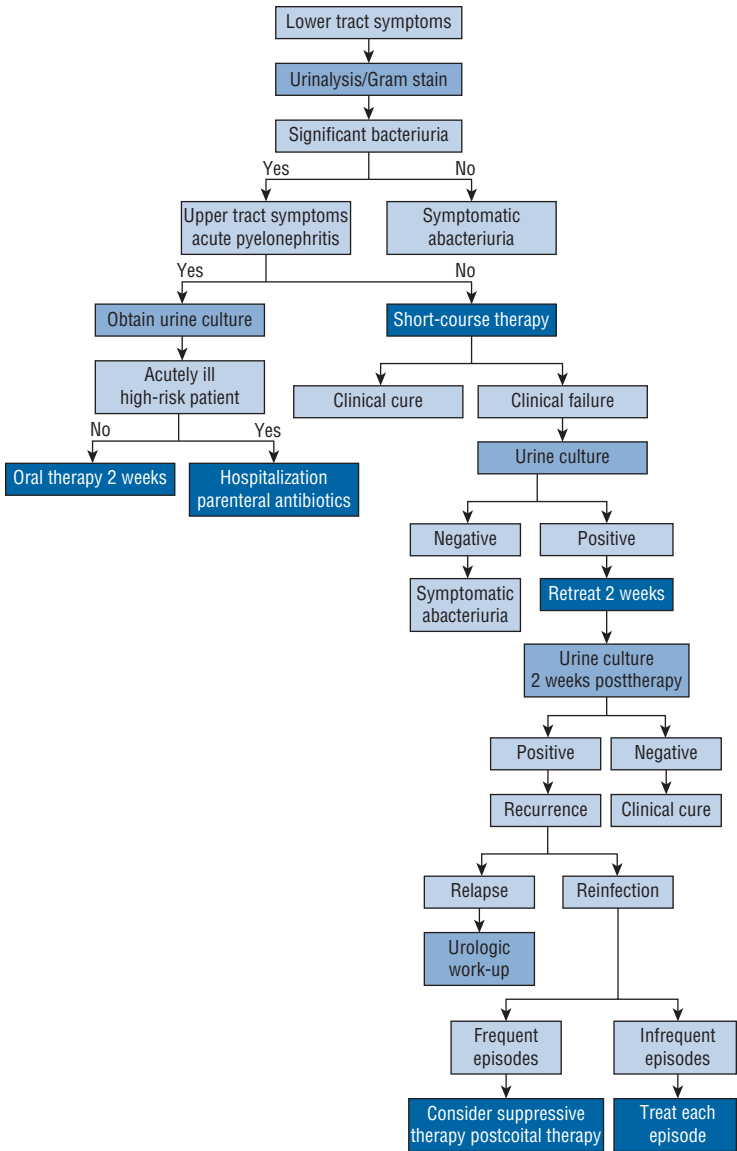 Lower tract symptoms
Urinalysis/Gram stain
Significant bacteriuria
Yes
No
Upper tract symptoms
acute pyelonephritis
Symptomatic
abacteriuria
Yes
No
Obtain urine culture
Short-course therapy
Acutely ill
high-risk patient
Clinical cure
Clinical failure
No
Yes
Urine culture
Oral therapy 2 weeks
Hospitalization
parenteral antibiotics
Negative
Positive
Symptomatic
abacteriuria
Retreat 2 weeks
Urine culture
2 weeks posttherapy
Positive
Negative
Recurrence
Clinical cure
Relapse
Reinfection
Urologic
work-up
Frequent
episodes
Infrequent
episodes
Consider suppressive
therapy postcoital therapy
Treat each
episode